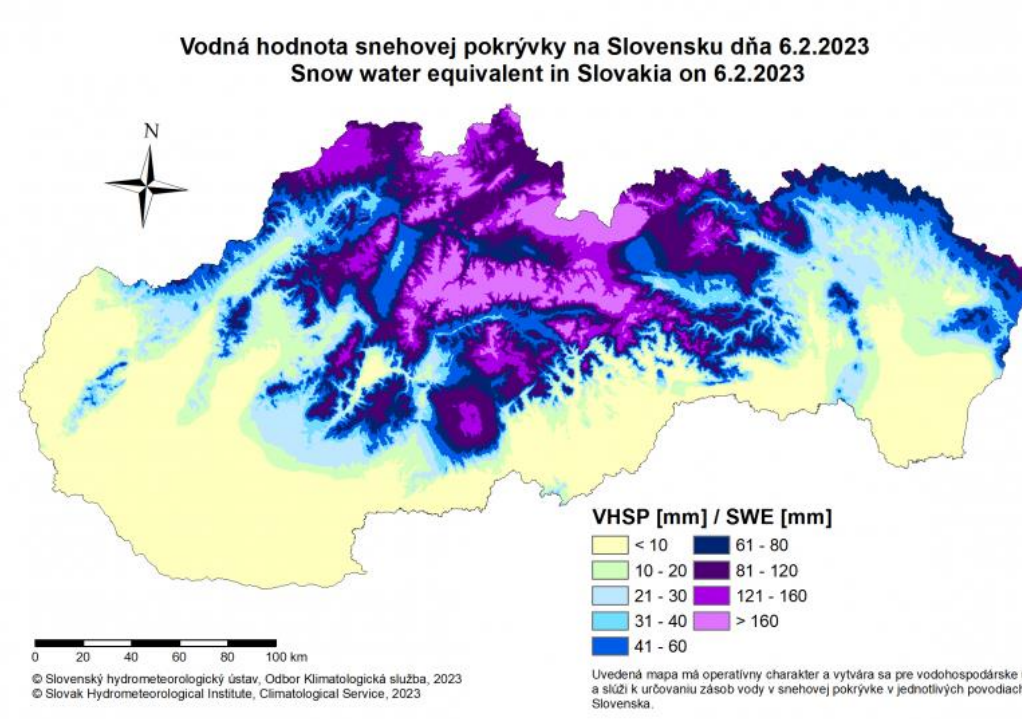 Vodná hodnota snehovej pokrývky na Slovensku dňa 6.2.2023
Snow water equivalent in Slovakia on 6.2.2023
N
VHSP [mm] / SWE [mm]
< 10
61 - 80
10 - 20
81 - 120
21 - 30
121 - 160
31 - 40
> 160
41 - 60
0 20 40 60 80 100 km
© Slovenský hydrometeorologický ústav, Odbor Klimatologická služba, 2023
© Slovak Hydrometeorological Institute, Climatological Service, 2023
Uvedená mapa má operatívny charakter a vytvára sa pre vodohospodárske
a slúži k určovaniu zásob vody v snehovej pokrývke v jednotlivých povodiach
Slovenska.